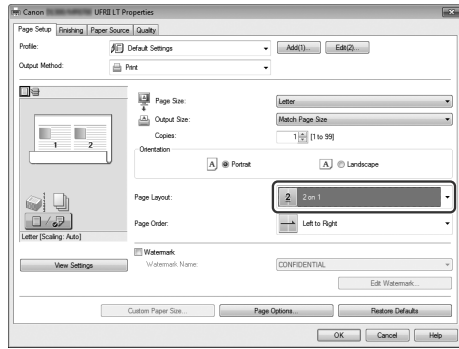 Canon UFRII LT Properties
Page Setup Finishing Paper Source Quality
Profile: Default Settings Add(1)... Edit(2)...
Output Method: Print
Page Size: Letter
Output Size: Match Page Size
Copies: 1 [1 to 99]
Orientation
A Portrait A Landscape
1 2
Page Layout: 2 2 on 1
Page Order: Left to Right
Letter [Scaling: Auto]
Watermark
View Settings Watermark Name: CONFIDENTIAL
Edit Watermark...
Custom Paper Size... Page Options... Restore Defaults
OK Cancel Help